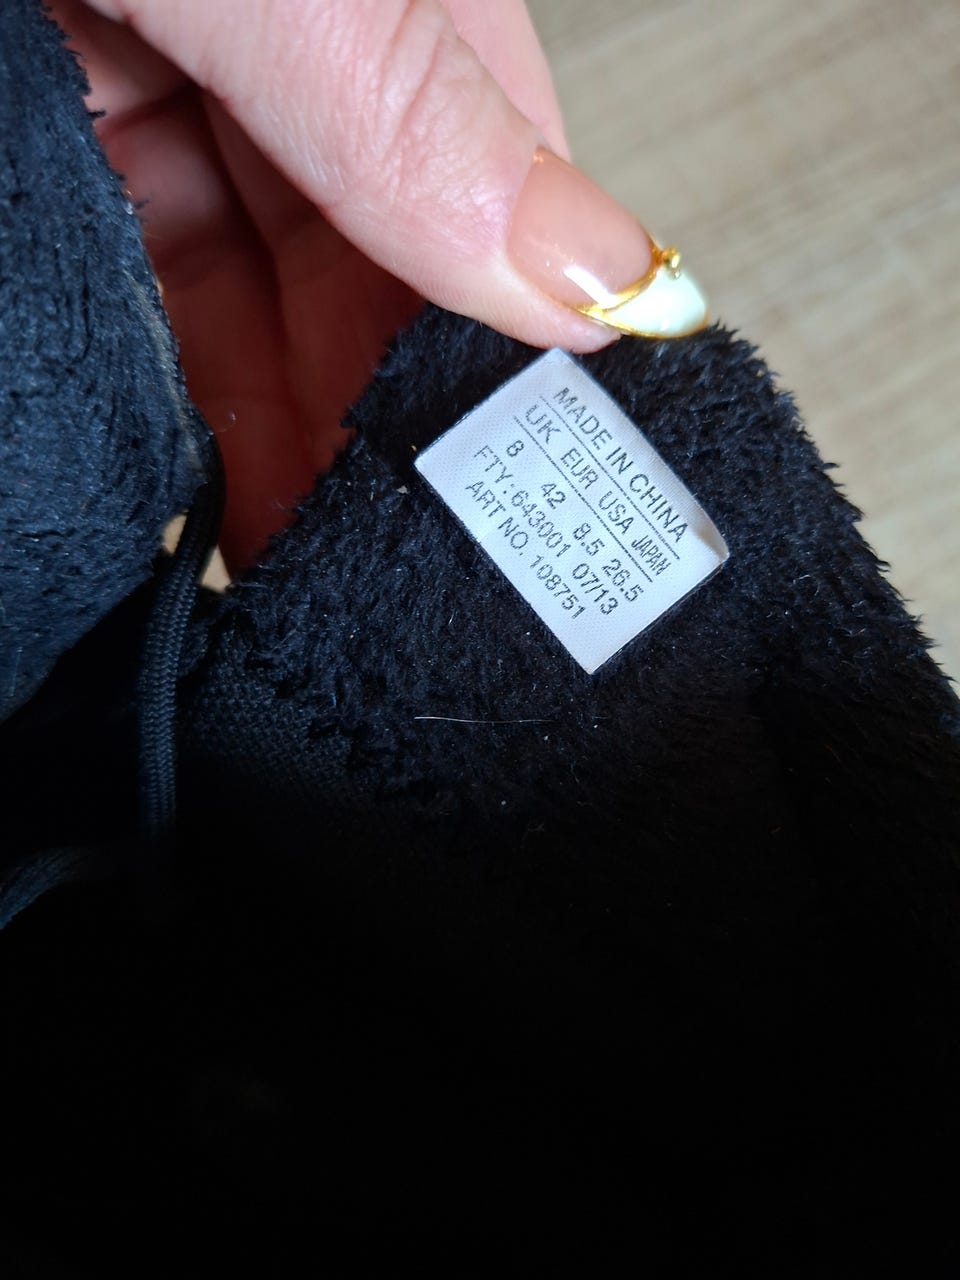 MADE IN CHINA
UK EUR USA JAPAN
8 42 8.5 26.5
FTY.:643001 07/13
ART NO. 108751